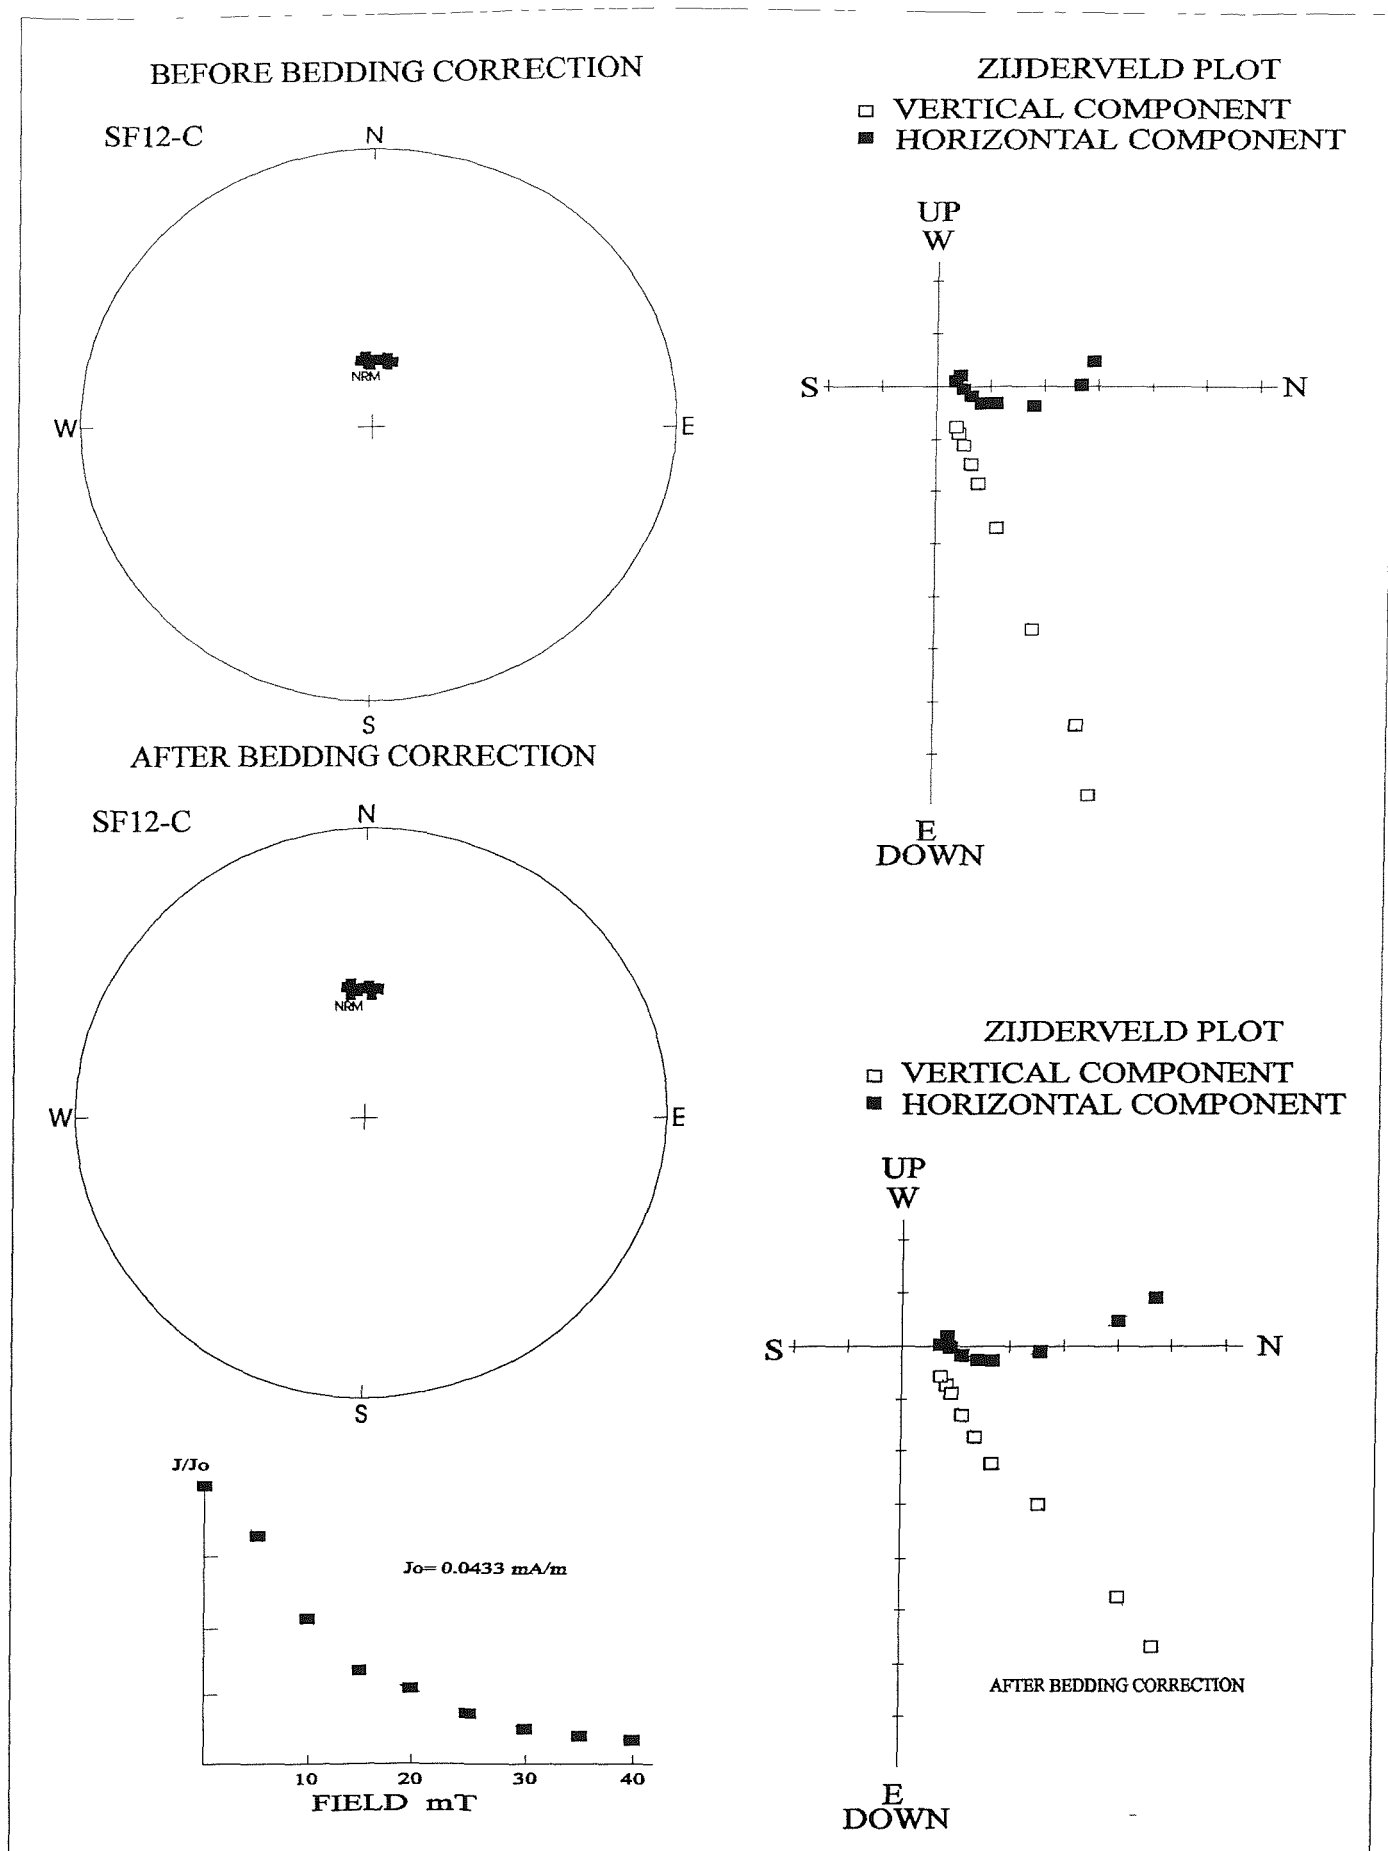 BEFORE BEDDING CORRECTION
SF12-C
N
W
E
S
NRM
ZIJDERVELD PLOT
VERTICAL COMPONENT
HORIZONTAL COMPONENT
UP
W
S
N
E
DOWN
AFTER BEDDING CORRECTION
SF12-C
N
NRM
W
E
S
ZIJDERVELD PLOT
VERTICAL COMPONENT
HORIZONTAL COMPONENT
UP
W
S
N
AFTER BEDDING CORRECTION
E
DOWN
J/Jo
Jo= 0.0433 mA/m
10 20 30 40
FIELD mT